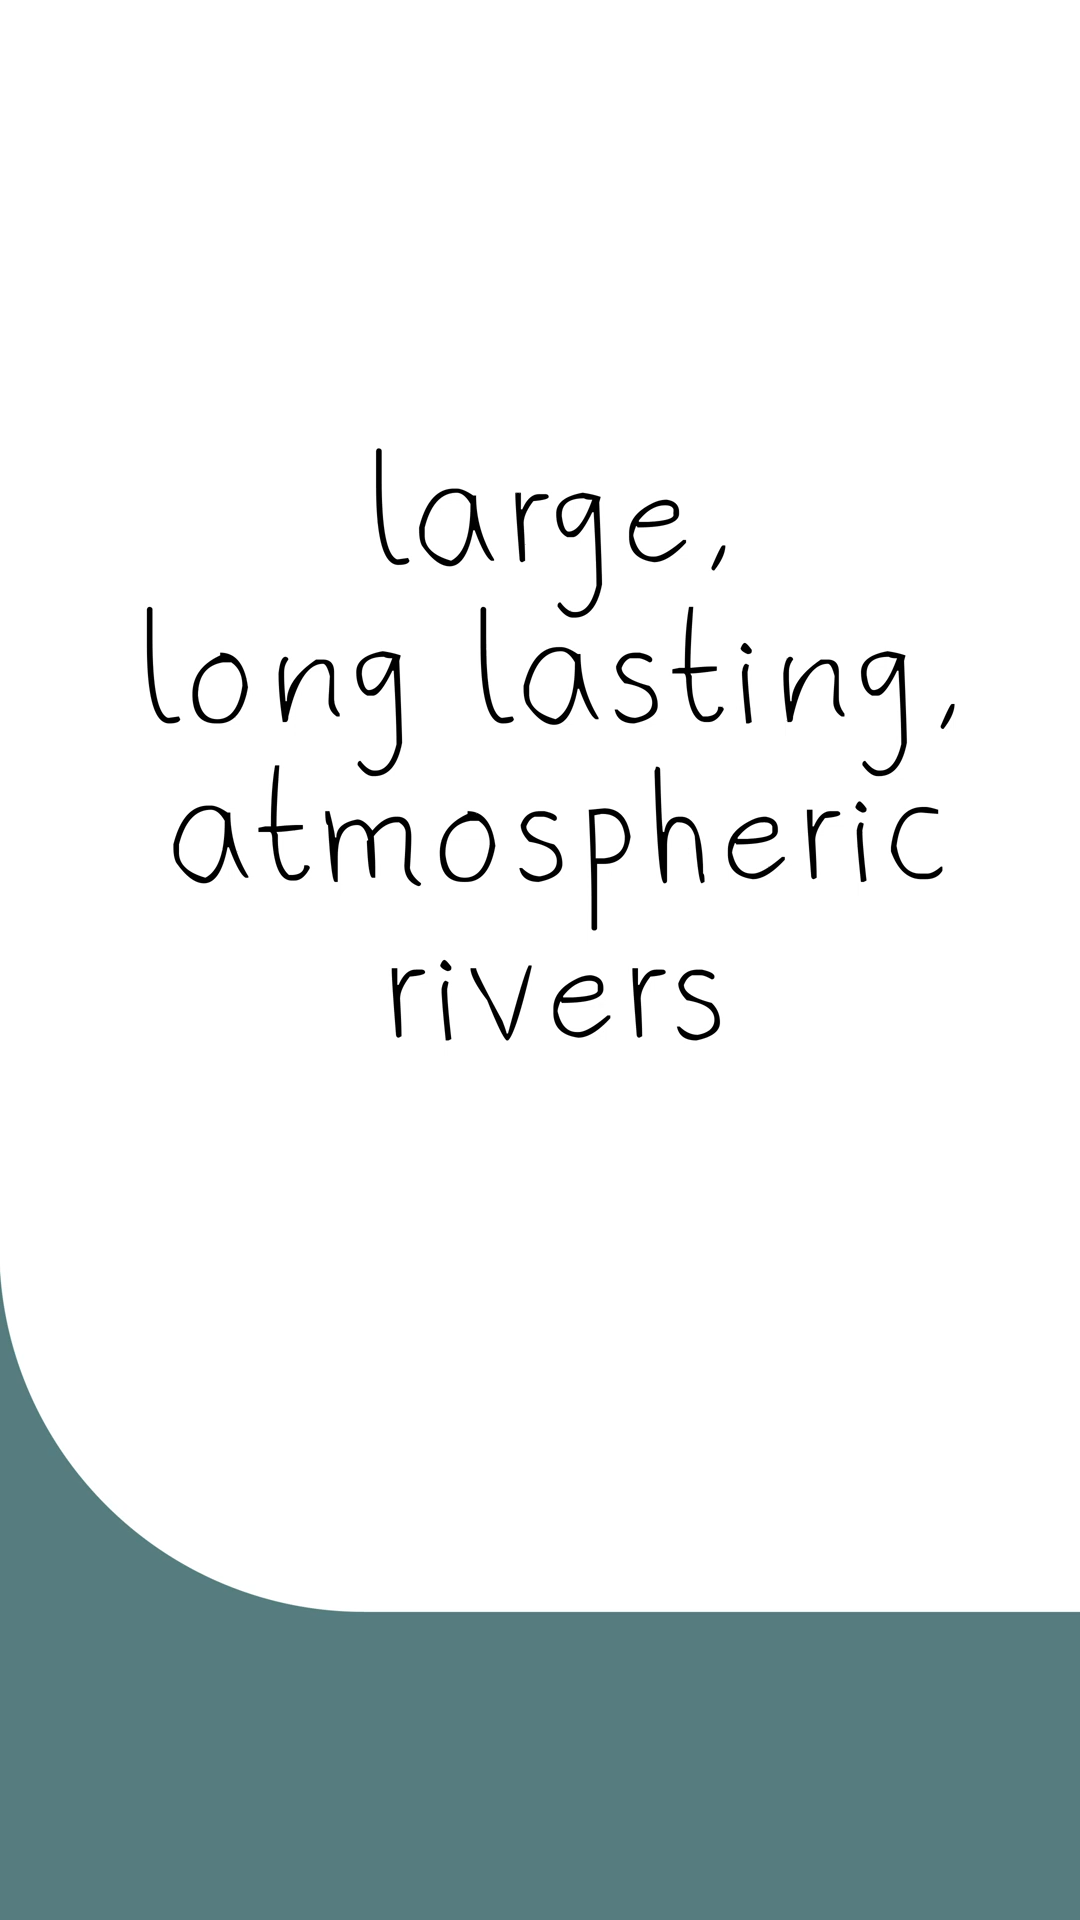 large,
long lasting,
atmospheric
rivers